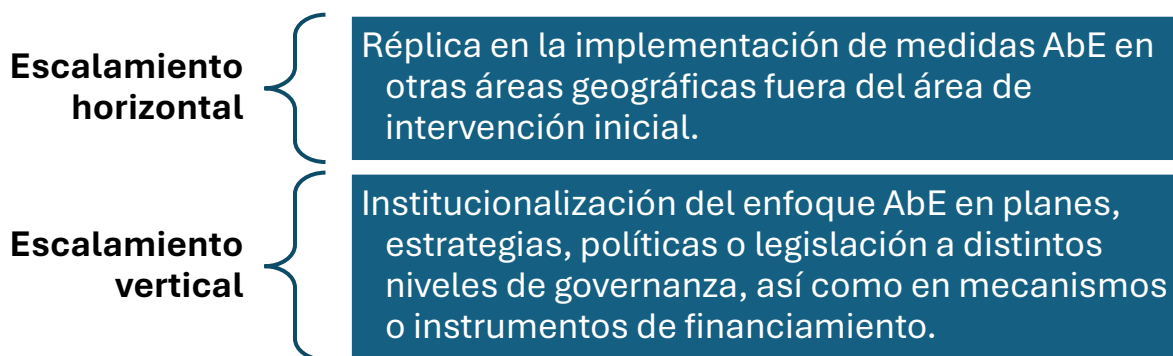 Escalamiento
horizontal
Réplica en la implementación de medidas AbE en
otras áreas geográficas fuera del área de
intervención inicial.
Escalamiento
vertical
Institucionalización del enfoque AbE en planes,
estrategias, políticas o legislación a distintos
niveles de governanza, así como en mecanismos
o instrumentos de financiamiento.